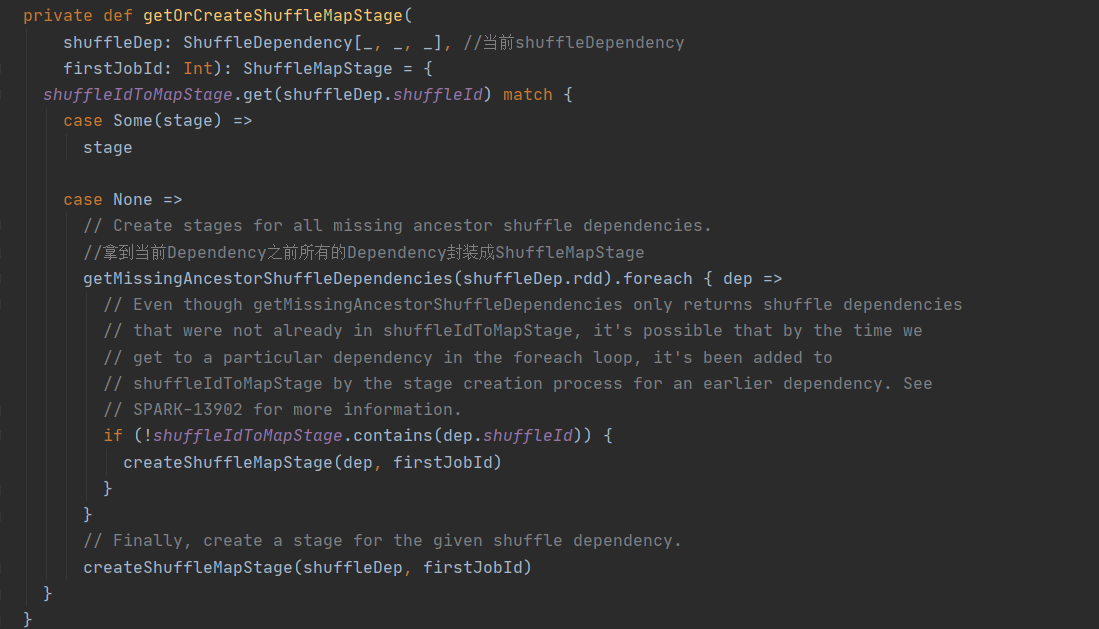 private def getOrCreateShuffleMapStage(
shuffleDep: ShuffleDependency[_, _, _], //当前shuffleDependency
firstJobId: Int): ShuffleMapStage = {
shuffleIdToMapStage.get(shuffleDep.shuffleId) match {
case Some(stage) =>
stage
case None =>
// Create stages for all missing ancestor shuffle dependencies.
//拿到当前Dependency之前所有的Dependency封装成ShuffleMapStage
getMissingAncestorShuffleDependencies(shuffleDep.rdd).foreach { dep =>
// Even though getMissingAncestorShuffleDependencies only returns shuffle dependencies
// that were not already in shuffleIdToMapStage, it's possible that by the time we
// get to a particular dependency in the foreach loop, it's been added to
// shuffleIdToMapStage by the stage creation process for an earlier dependency. See
// SPARK-13902 for more information.
if (!shuffleIdToMapStage.contains(dep.shuffleId)) {
createShuffleMapStage(dep, firstJobId)
}
}
// Finally, create a stage for the given shuffle dependency.
createShuffleMapStage(shuffleDep, firstJobId)
}
}